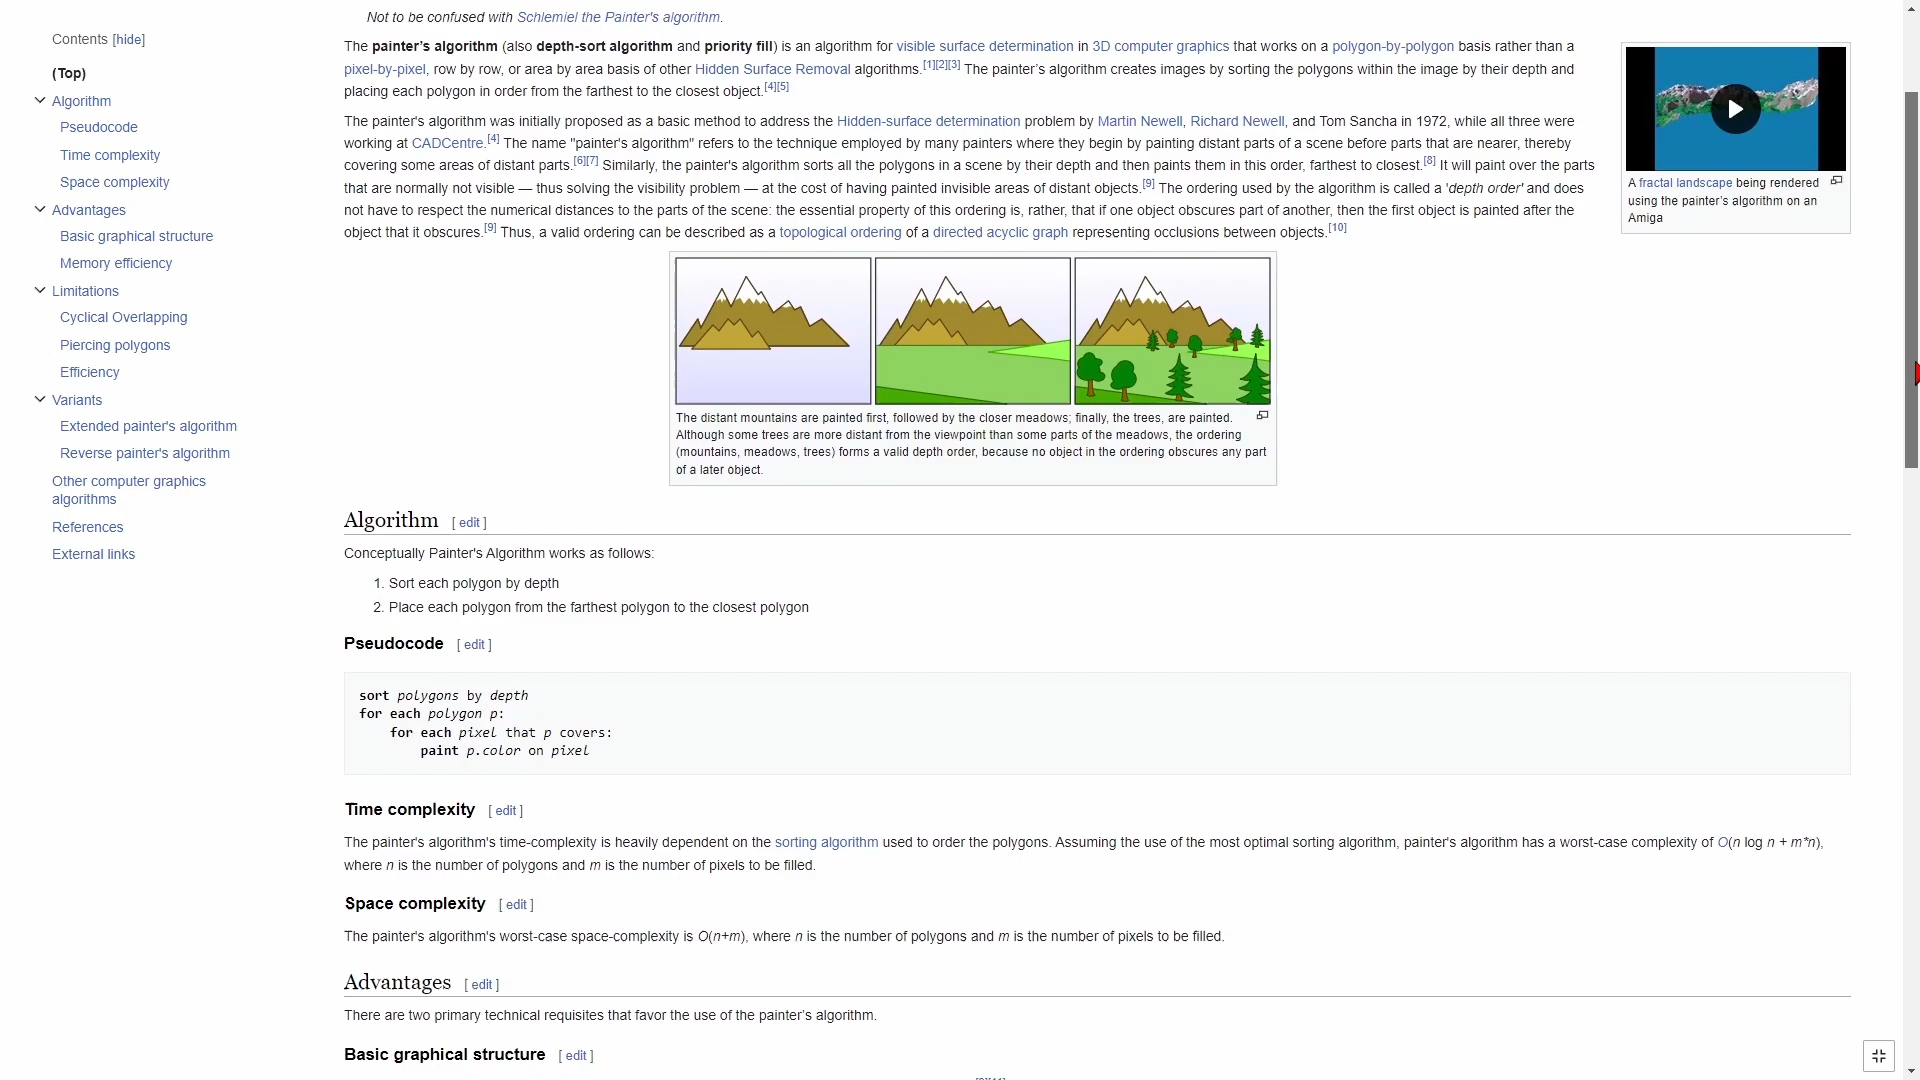 Contents [hide]
(Top)
Algorithm
Pseudocode
Time complexity
Space complexity
Advantages
Basic graphical structure
Memory efficiency
Limitations
Cyclical Overlapping
Piercing polygons
Efficiency
Variants
Extended painter's algorithm
Reverse painter's algorithm
Other computer graphics
algorithms
References
External links
Not to be confused with Schlemiel the Painter's algorithm.
The painter’s algorithm (also depth-sort algorithm and priority fill) is an algorithm for visible surface determination in 3D computer graphics that works on a polygon-by-polygon basis rather than a
pixel-by-pixel, row by row, or area by area basis of other Hidden Surface Removal algorithms.[1][2][3] The painter’s algorithm creates images by sorting the polygons within the image by their depth and
placing each polygon in order from the farthest to the closest object.[4][5]
The painter's algorithm was initially proposed as a basic method to address the Hidden-surface determination problem by Martin Newell, Richard Newell, and Tom Sancha in 1972, while all three were
working at CADCentre.[4] The name "painter's algorithm" refers to the technique employed by many painters where they begin by painting distant parts of a scene before parts that are nearer, thereby
covering some areas of distant parts.[6][7] Similarly, the painter's algorithm sorts all the polygons in a scene by their depth and then paints them in this order, farthest to closest.[8] It will paint over the parts
that are normally not visible — thus solving the visibility problem — at the cost of having painted invisible areas of distant objects.[9] The ordering used by the algorithm is called a 'depth order' and does
not have to respect the numerical distances to the parts of the scene: the essential property of this ordering is, rather, that if one object obscures part of another, then the first object is painted after the
object that it obscures.[9] Thus, a valid ordering can be described as a topological ordering of a directed acyclic graph representing occlusions between objects.[10]
A fractal landscape being rendered
using the painter’s algorithm on an
Amiga
The distant mountains are painted first, followed by the closer meadows; finally, the trees, are painted.
Although some trees are more distant from the viewpoint than some parts of the meadows, the ordering
(mountains, meadows, trees) forms a valid depth order, because no object in the ordering obscures any part
of a later object.
Algorithm [ edit ]
Conceptually Painter's Algorithm works as follows:
1. Sort each polygon by depth
2. Place each polygon from the farthest polygon to the closest polygon
Pseudocode [ edit ]
sort polygons by depth
for each polygon p:
for each pixel that p covers:
paint p.color on pixel
Time complexity [ edit ]
The painter's algorithm's time-complexity is heavily dependent on the sorting algorithm used to order the polygons. Assuming the use of the most optimal sorting algorithm, painter's algorithm has a worst-case complexity of O(n log n + m*n),
where n is the number of polygons and m is the number of pixels to be filled.
Space complexity [ edit ]
The painter's algorithm's worst-case space-complexity is O(n+m), where n is the number of polygons and m is the number of pixels to be filled.
Advantages [ edit ]
There are two primary technical requisites that favor the use of the painter’s algorithm.
Basic graphical structure [ edit ]